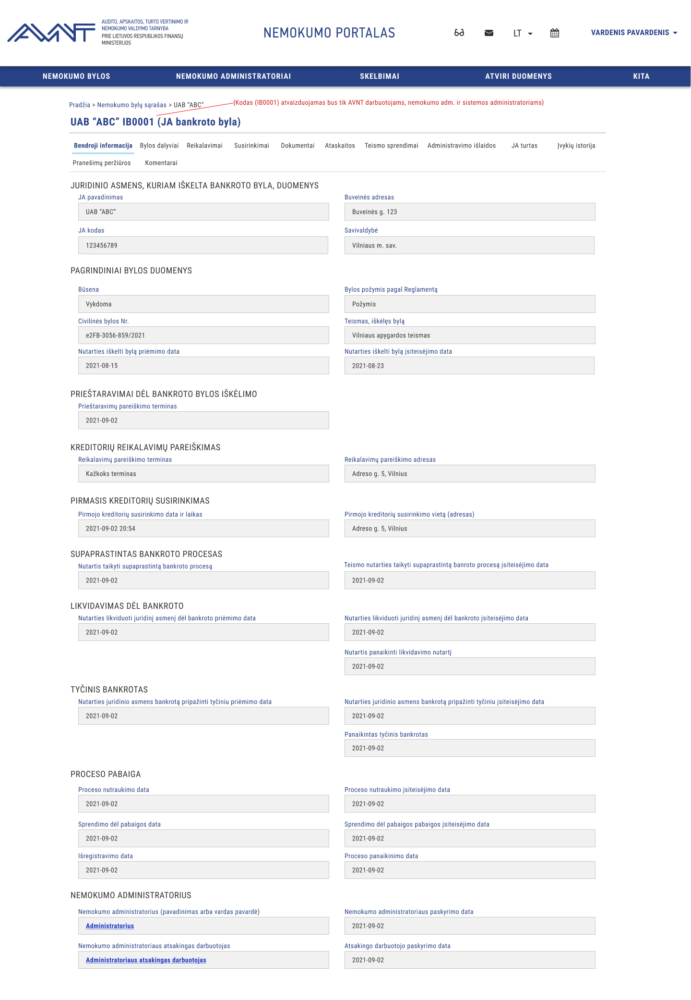 AVNT
AUDITO, APSKAITOS, TURTO VERTINIMO IR
NEMOKUMO VALDYMO TARNYBA
PRIE LIETUVOS RESPUBLIKOS FINANSŲ
MINISTERIJOS
NEMOKUMO PORTALAS
LT
VARDENIS PAVARDENIS
NEMOKUMO BYLOS NEMOKUMO ADMINISTRATORIAI SKELBIMAI ATVIRI DUOMENYS KITA
Pradžia > Nemokumo bylų sąrašas > UAB “ABC”
{Kodas (IB0001) atvaizduojamas bus tik AVNT darbuotojams, nemokumo adm. ir sistemos administratoriams}
UAB “ABC” IB0001 (JA bankroto byla)
Bendroji informacija Bylos dalyviai Reikalavimai Susirinkimai Dokumentai Ataskaitos Teismo sprendimai Administravimo išlaidos JA turtas Įvykių istorija
Pranešimų peržiūros Komentarai
JURIDINIO ASMENS, KURIAM IŠKELTA BANKROTO BYLA, DUOMENYS
JA pavadinimas Buveinės adresas
UAB “ABC” Buveinės g. 123
JA kodas Savivaldybė
123456789 Vilniaus m. sav.
PAGRINDINIAI BYLOS DUOMENYS
Būsena Bylos požymis pagal Reglamentą
Vykdoma Požymis
Civilinės bylos Nr. Teismas, iškėlęs bylą
e2FB-3056-859/2021 Vilniaus apygardos teismas
Nutarties iškelti bylą priėmimo data Nutarties iškelti bylą įsiteisėjimo data
2021-08-15 2021-08-23
PRIEŠTARAVIMAI DĖL BANKROTO BYLOS IŠKĖLIMO
Prieštaravimų pareiškimo terminas
2021-09-02
KREDITORIŲ REIKALAVIMŲ PAREIŠKIMAS
Reikalavimų pareiškimo terminas Reikalavimų pareiškimo adresas
Kažkoks terminas Adreso g. 5, Vilnius
PIRMASIS KREDITORIŲ SUSIRINKIMAS
Pirmojo kreditorių susirinkimo data ir laikas Pirmojo kreditorių susirinkimo vietą (adresas)
2021-09-02 20:54 Adreso g. 5, Vilnius
SUPAPRASTINTAS BANKROTO PROCESAS
Nutartis taikyti supaprastintą bankroto procesą Teismo nutarties taikyti supaprastintą banroto procesą įsiteisėjimo data
2021-09-02 2021-09-02
LIKVIDAVIMAS DĖL BANKROTO
Nutarties likviduoti juridinį asmenį dėl bankroto priėmimo data Nutarties likviduoti juridinį asmenį dėl bankroto įsiteisėjimo data
2021-09-02 2021-09-02
Nutartis panaikinti likvidavimo nutartį
2021-09-02
TYČINIS BANKROTAS
Nutarties juridinio asmens bankrotą pripažinti tyčiniu priėmimo data Nutarties juridinio asmens bankrotą pripažinti tyčiniu įsiteisėjimo data
2021-09-02 2021-09-02
Panaikintas tyčinis bankrotas
2021-09-02
PROCESO PABAIGA
Proceso nutraukimo data Proceso nutraukimo įsiteisėjimo data
2021-09-02 2021-09-02
Sprendimo dėl pabaigos data Sprendimo dėl pabaigos pabaigos įsiteisėjimo data
2021-09-02 2021-09-02
Išregistravimo data Proceso panaikinimo data
2021-09-02 2021-09-02
NEMOKUMO ADMINISTRATORIUS
Nemokumo administratorius (pavadinimas arba vardas pavardė) Nemokumo administratoriaus paskyrimo data
Administratorius 2021-09-02
Nemokumo administratoriaus atsakingas darbuotojas Atsakingo darbuotojo paskyrimo data
Administratoriaus atsakingas darbuotojas 2021-09-02